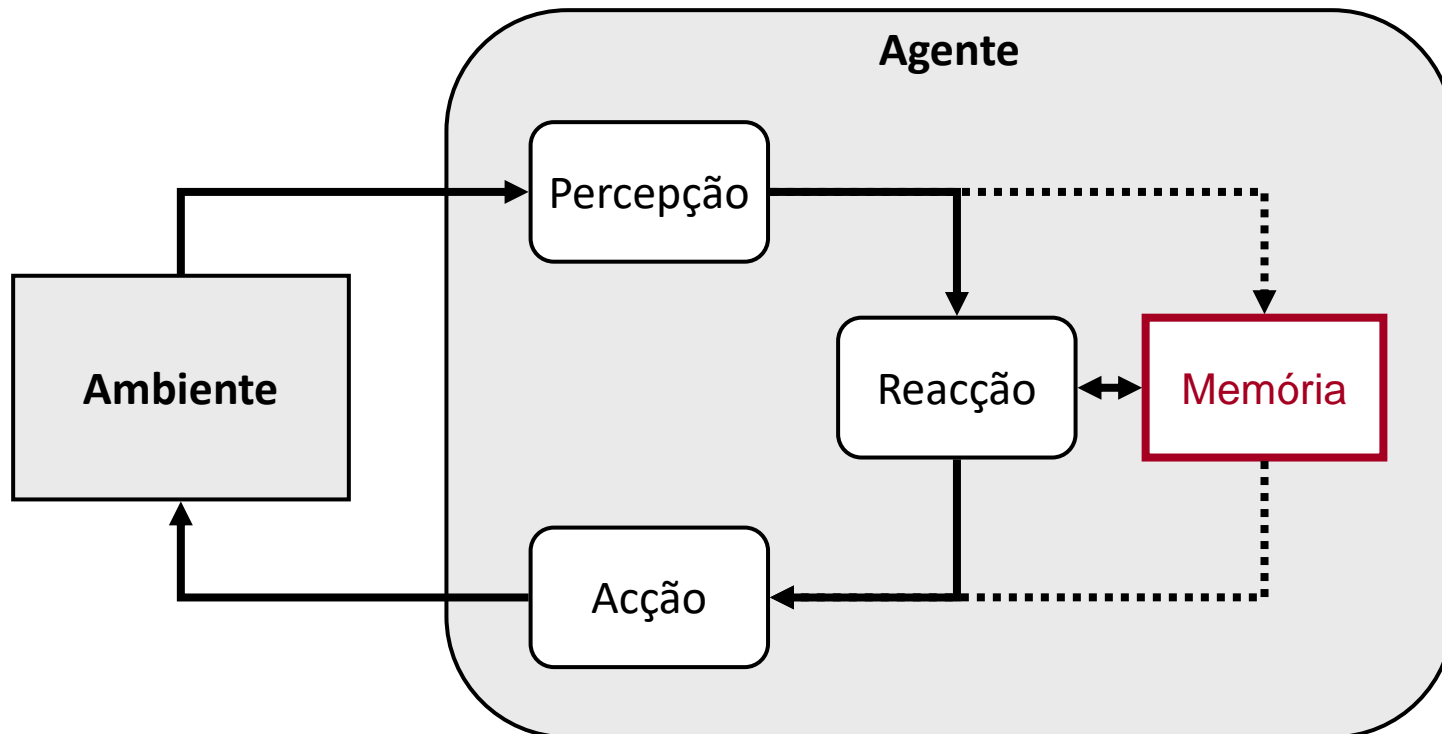 Agente
Percepção
Ambiente
Reacção
Memória
Acção